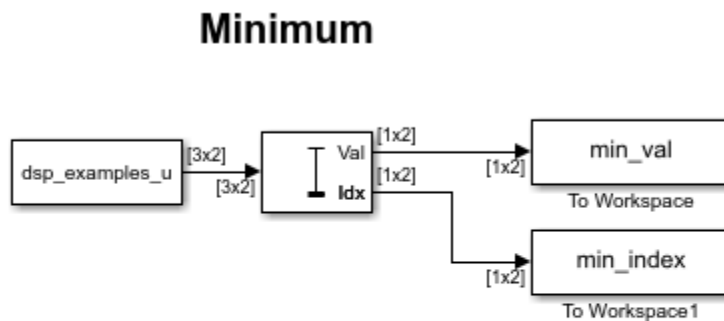 Minimum
dsp_examples_u
[3x2]
[3x2]
Val
Idx
[1x2]
[1x2]
[1x2]
min_val
To Workspace
[1x2]
min_index
To Workspace1